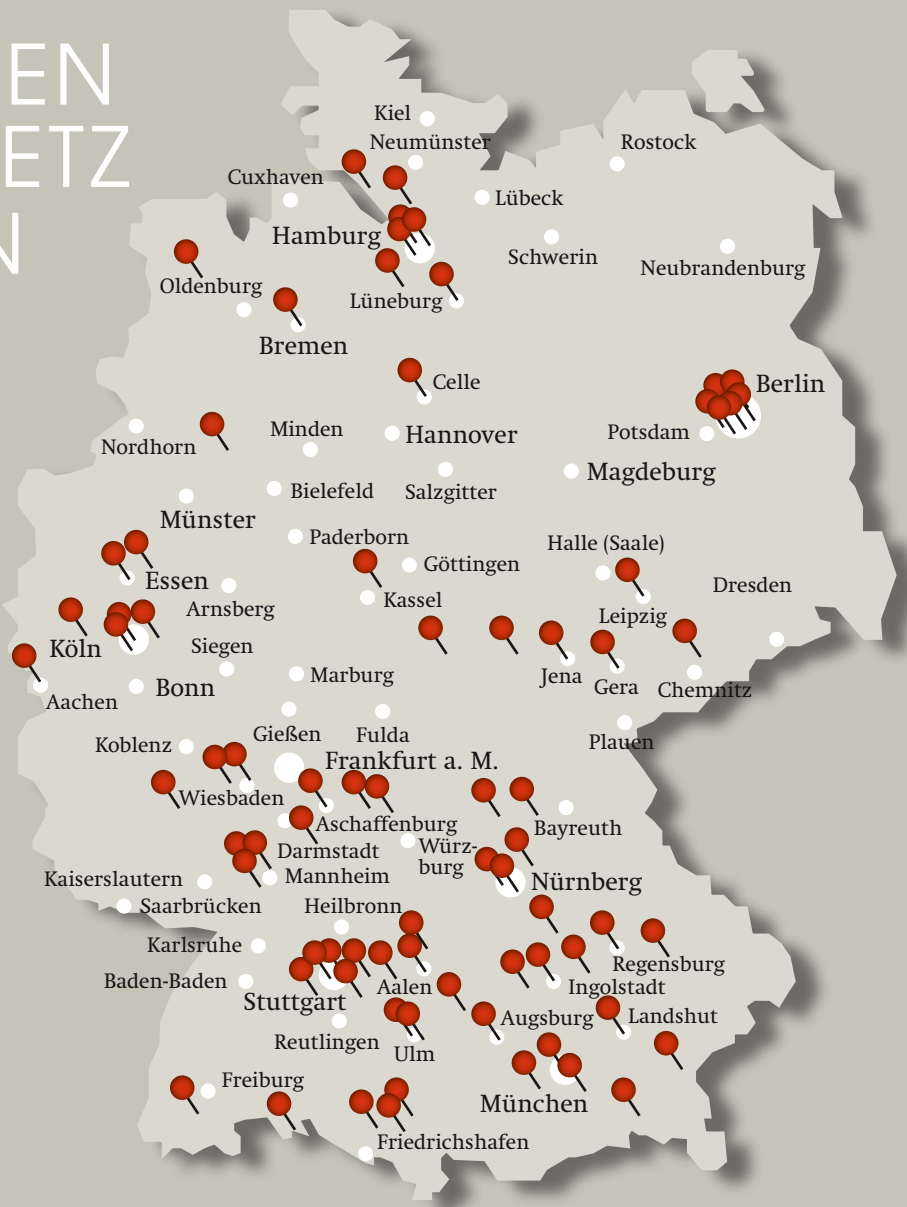 EN
ETZ
N
Kiel
Neumünster
Rostock
Cuxhaven
Lübeck
Hamburg
Schwerin
Neubrandenburg
Oldenburg
Lüneburg
Bremen
Celle
Berlin
Nordhorn
Minden
Hannover
Potsdam
Magdeburg
Bielefeld
Salzgitter
Münster
Paderborn
Halle (Saale)
Göttingen
Essen
Dresden
Arnsberg
Kassel
Leipzig
Köln
Siegen
Marburg
Jena
Gera
Chemnitz
Bonn
Aachen
Gießen
Fulda
Plauen
Koblenz
Frankfurt a. M.
Wiesbaden
Aschaffenburg
Bayreuth
Darmstadt
Würz-
burg
Mannheim
Kaiserslautern
Nürnberg
Saarbrücken
Heilbronn
Karlsruhe
Regensburg
Baden-Baden
Aalen
Ingolstadt
Stuttgart
Augsburg
Landshut
Reutlingen
Ulm
Freiburg
München
Friedrichshafen